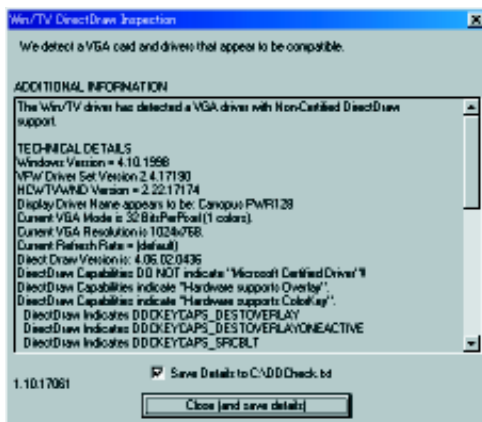 Win/TV DirectDraw Inspection
We detect a VGA card and drivers that appear to be compatible.
ADDITIONAL INFORMATION
The Win/TV driver has detected a VGA driver with Non-Certified DirectDraw
support.
TECHNICAL DETAILS
Windows Version = 4.10.1998
VFW Driver Set Version 2.4.17190
HCWTVWND Version = 2.22.17174
Display Driver Name appears to be: Canopus PWR128
Current VGA Mode is 32 BitsPerPixel (1 colors).
Current VGA Resolution is 1024x768.
Current Refresh Rate = (default)
Direct Draw Version is: 4.06.02.0436
DirectDraw Capabilities DO NOT indicate "Microsoft Certified Driver"!!
DirectDraw Capabilities indicate "Hardware supports Overlay".
DirectDraw Capabilities indicate "Hardware supports ColorKey".
DirectDraw Indicates DDCKEYCAPS_DESTOVERLAY
DirectDraw Indicates DDCKEYCAPS_DESTOVERLAYONEACTIVE
DirectDraw Indicates DDCKEYCAPS_SRCBLT
Save Details to C:\DDCheck.txt
1.10.17061
Close (and save details)